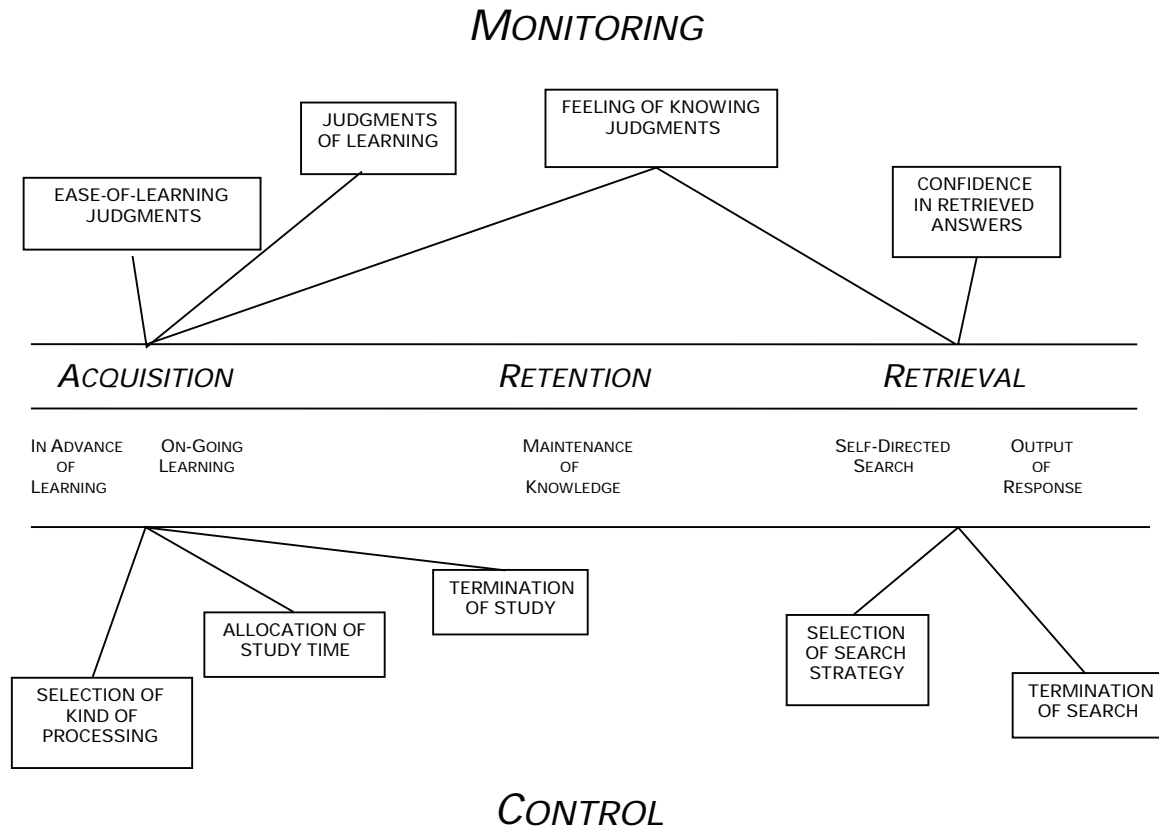 MONITORING
JUDGMENTS
OF LEARNING
FEELING OF KNOWING
JUDGMENTS
EASE-OF-LEARNING
JUDGMENTS
CONFIDENCE
IN RETRIEVED
ANSWERS
ACQUISITION
RETENTION
RETRIEVAL
IN ADVANCE
OF
LEARNING
ON-GOING
LEARNING
MAINTENANCE
OF
KNOWLEDGE
SELF-DIRECTED
SEARCH
OUTPUT
OF
RESPONSE
TERMINATION
OF STUDY
ALLOCATION OF
STUDY TIME
SELECTION OF
KIND OF
PROCESSING
SELECTION
OF SEARCH
STRATEGY
TERMINATION
OF SEARCH
CONTROL